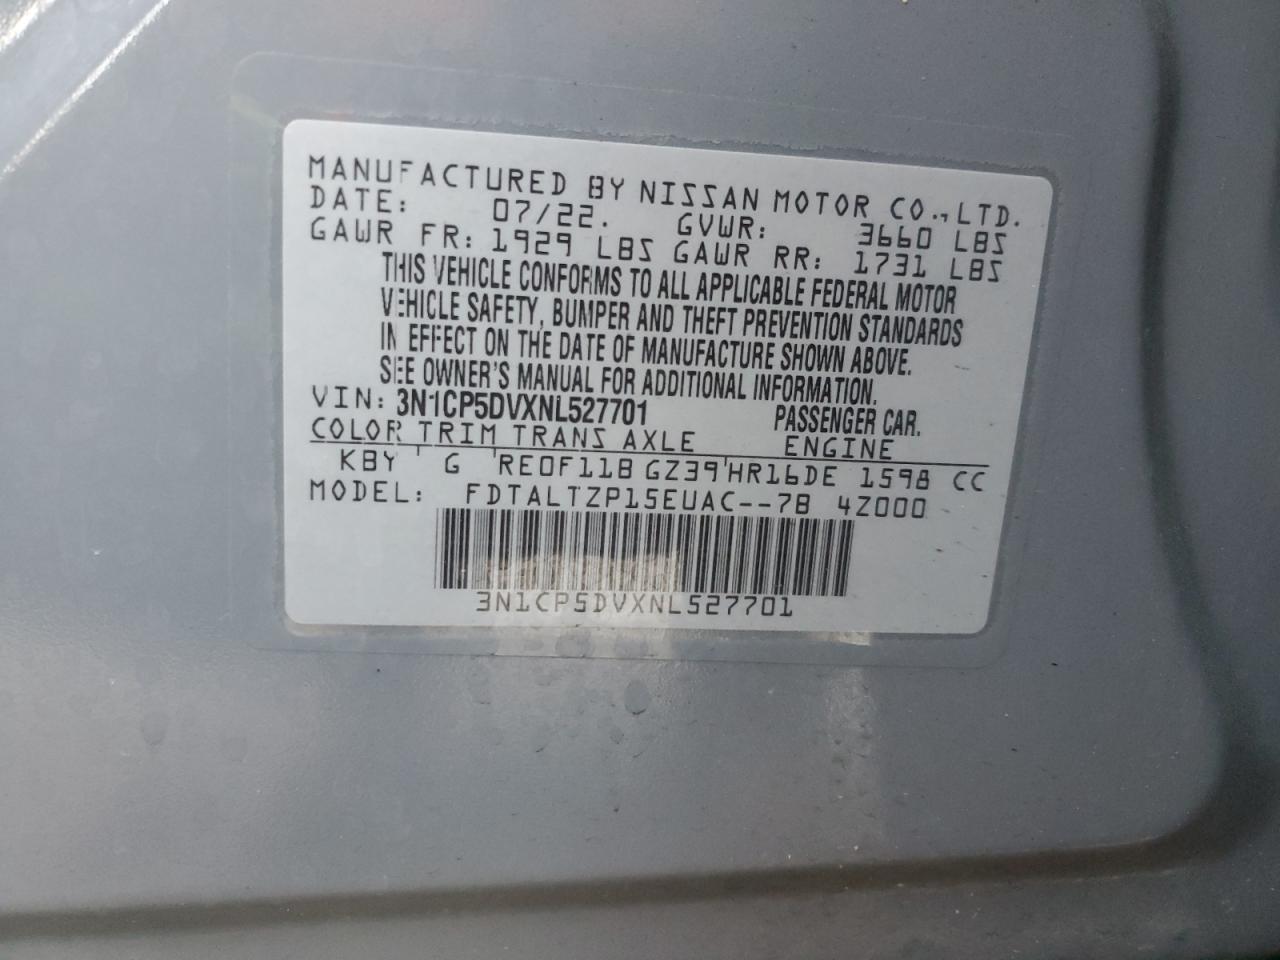 MANUFACTURED BY NISSAN MOTOR CO.,LTD.
DATE: 07/22. GVWR: 3660 LBS
GAWR FR: 1929 LBS GAWR RR: 1731 LBS
THIS VEHICLE CONFORMS TO ALL APPLICABLE FEDERAL MOTOR
VEHICLE SAFETY, BUMPER AND THEFT PREVENTION STANDARDS
IN EFFECT ON THE DATE OF MANUFACTURE SHOWN ABOVE.
SEE OWNER'S MANUAL FOR ADDITIONAL INFORMATION.
VIN: 3N1CP5DVXNL527701 PASSENGER CAR.
COLOR TRIM TRANS AXLE ENGINE
KBY G RE0F11B GZ39 HR16DE 1598 CC
MODEL: FDTALTZP15EUAC--7B 4Z000
3N1CP5DVXNL527701